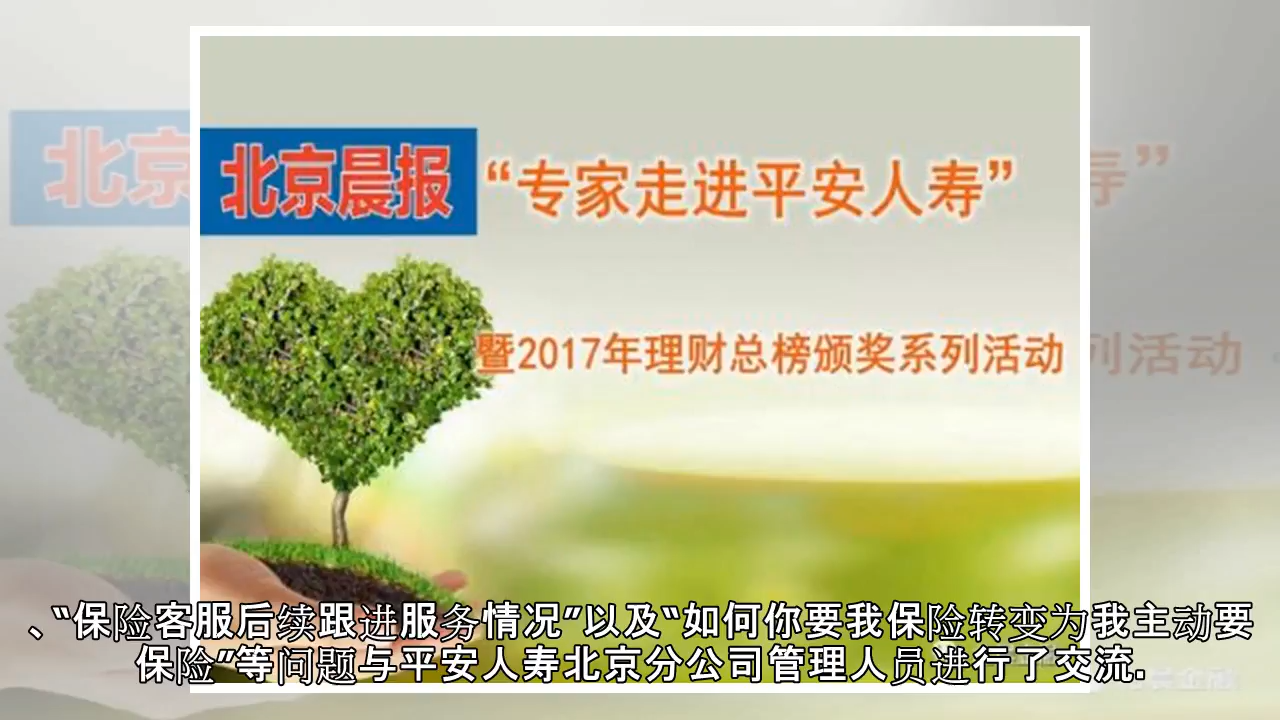 北京晨报 “专家走进平安人寿”
暨2017年理财总榜颁奖系列活动
、“保险客服后续跟进服务情况”以及“如何你要我保险转变为我主动要
保险”等问题与平安人寿北京分公司管理人员进行了交流.